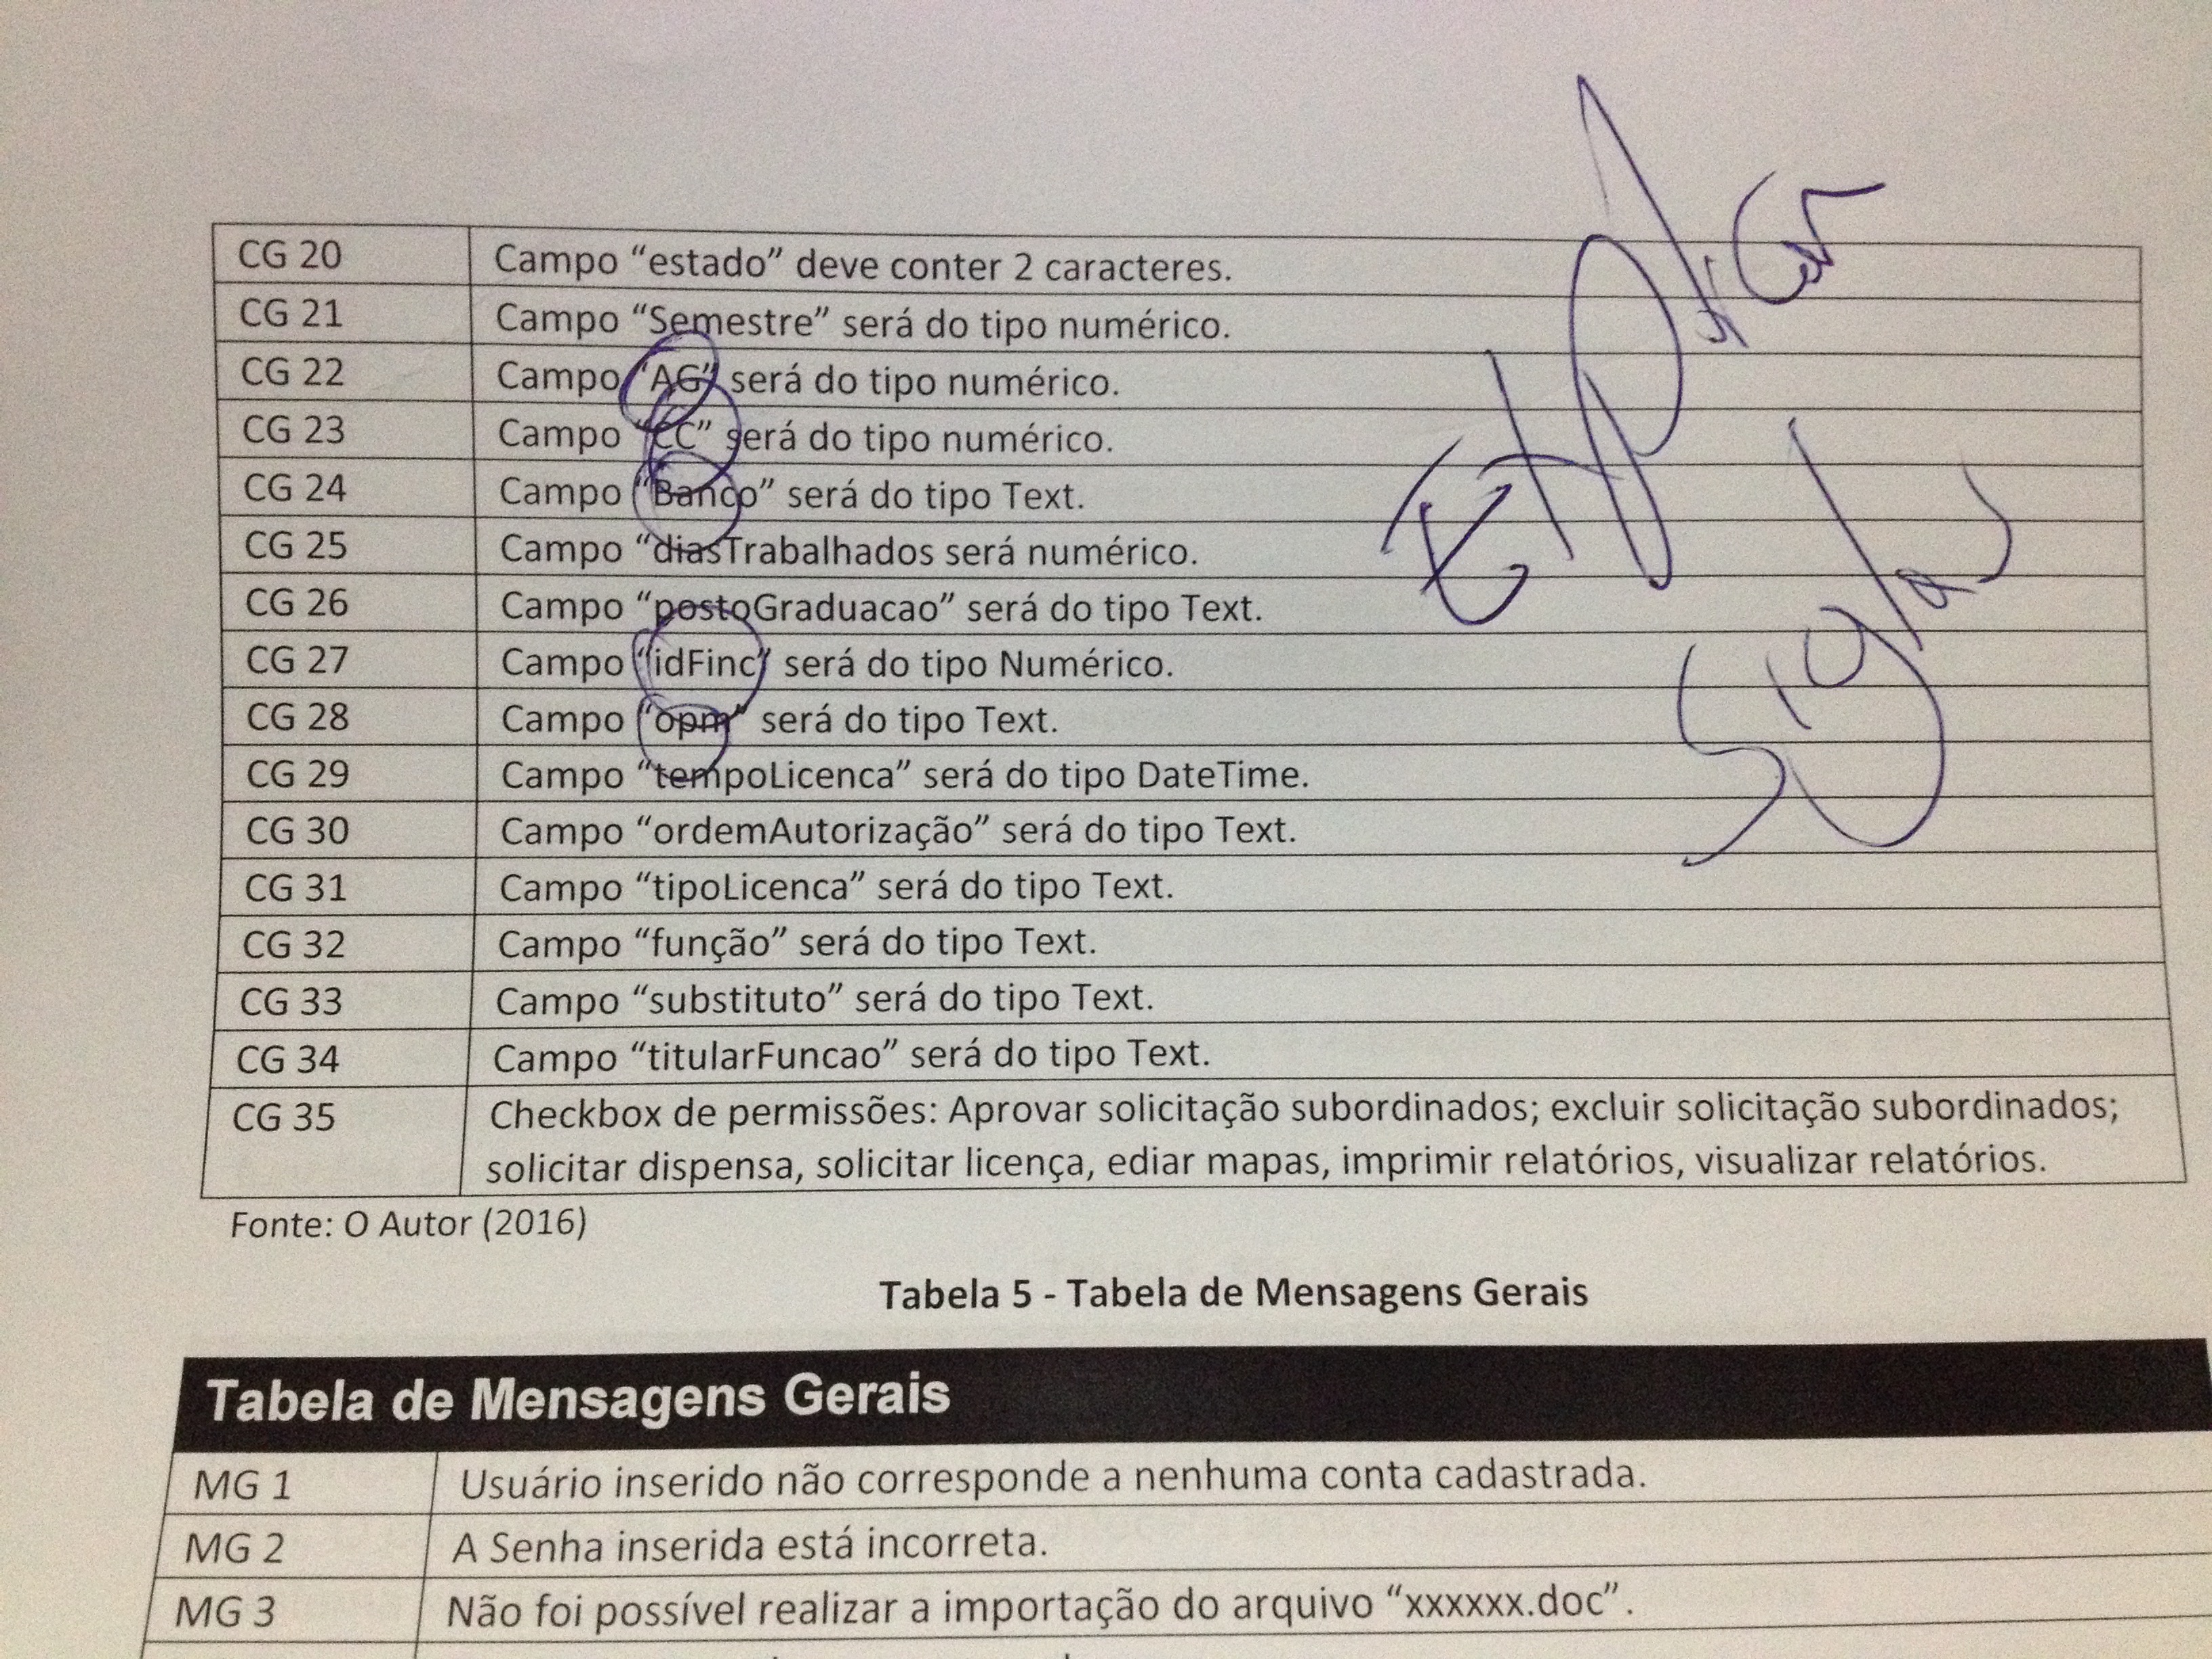 CG 20 Campo “estado” deve conter 2 caracteres.
CG 21 Campo “Semestre” será do tipo numérico.
CG 22 Campo “AG” será do tipo numérico.
CG 23 Campo “CC” será do tipo numérico.
CG 24 Campo “Banco” será do tipo Text.
CG 25 Campo “diasTrabalhados será numérico.
CG 26 Campo “postoGraduacao” será do tipo Text.
CG 27 Campo “idFinc” será do tipo Numérico.
CG 28 Campo “opm” será do tipo Text.
CG 29 Campo “tempoLicenca” será do tipo DateTime.
CG 30 Campo “ordemAutorização” será do tipo Text.
CG 31 Campo “tipoLicenca” será do tipo Text.
CG 32 Campo “função” será do tipo Text.
CG 33 Campo “substituto” será do tipo Text.
CG 34 Campo “titularFuncao” será do tipo Text.
CG 35 Checkbox de permissões: Aprovar solicitação subordinados; excluir solicitação subordinados;
solicitar dispensa, solicitar licença, ediar mapas, imprimir relatórios, visualizar relatórios.
Explicar
Siglas
Fonte: O Autor (2016)
Tabela 5 - Tabela de Mensagens Gerais
Tabela de Mensagens Gerais
MG 1 Usuário inserido não corresponde a nenhuma conta cadastrada.
MG 2 A Senha inserida está incorreta.
MG 3 Não foi possível realizar a importação do arquivo “xxxxxx.doc”.